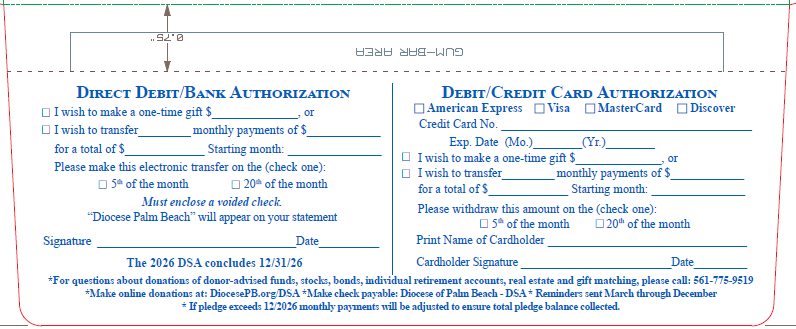 0.75"
GUM-BAR AREA
DIRECT DEBIT/BANK AUTHORIZATION
☐ I wish to make a one-time gift $______________, or
☐ I wish to transfer_________ monthly payments of $____________
for a total of $_____________ Starting month: _______________
Please make this electronic transfer on the (check one):
☐ 5th of the month ☐ 20th of the month
Must enclose a voided check.
“Diocese Palm Beach” will appear on your statement
Signature _________________________________Date__________
The 2026 DSA concludes 12/31/26
DEBIT/CREDIT CARD AUTHORIZATION
☐ American Express ☐ Visa ☐ MasterCard ☐ Discover
Credit Card No. __________________________________________
Exp. Date (Mo.)________(Yr.)________
☐ I wish to make a one-time gift $______________, or
☐ I wish to transfer_________ monthly payments of $____________
for a total of $_____________ Starting month: _______________
Please withdraw this amount on the (check one):
☐ 5th of the month ☐ 20th of the month
Print Name of Cardholder _________________________________
Cardholder Signature _________________________Date_________
*For questions about donations of donor-advised funds, stocks, bonds, individual retirement accounts, real estate and gift matching, please call: 561-775-9519
*Make online donations at: DiocesePB.org/DSA *Make check payable: Diocese of Palm Beach - DSA * Reminders sent March through December
* If pledge exceeds 12/2026 monthly payments will be adjusted to ensure total pledge balance collected.